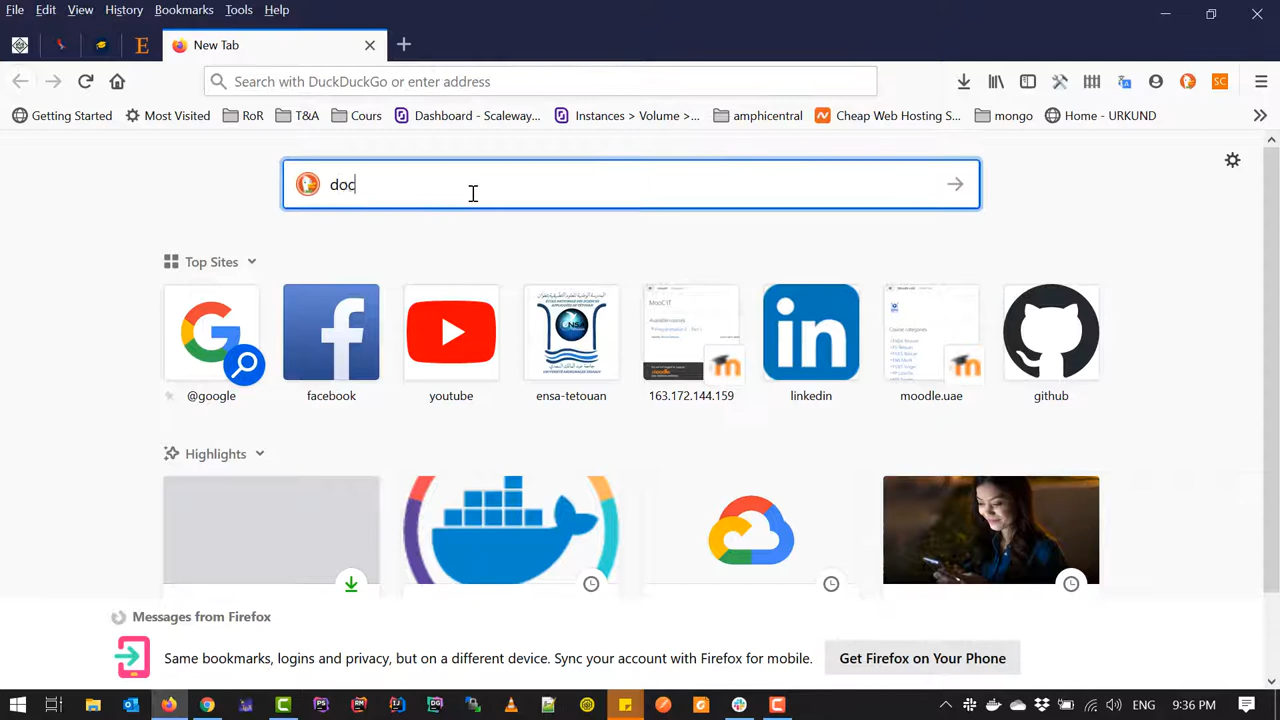 File Edit View History Bookmarks Tools Help
New Tab
Search with DuckDuckGo or enter address
Getting Started Most Visited RoR T&A Cours Dashboard - Scaleway... Instances > Volume >... amphicentral Cheap Web Hosting S... mongo Home - URKUND
doc
Top Sites
@google facebook youtube ensa-tetouan 163.172.144.159 linkedin moodle.uae github
Highlights
Messages from Firefox
Same bookmarks, logins and privacy, but on a different device. Sync your account with Firefox for mobile. Get Firefox on Your Phone
ENG 9:36 PM